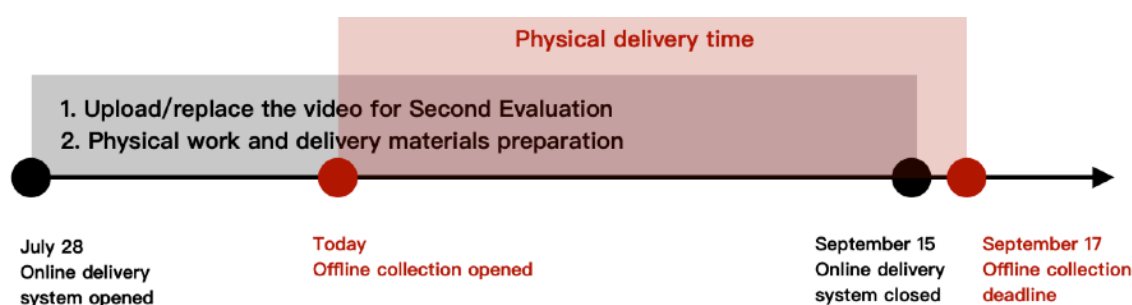 Physical delivery time
1. Upload/replace the video for Second Evaluation
2. Physical work and delivery materials preparation
July 28
Online delivery
system opened
Today
Offline collection opened
September 15
Online delivery
system closed
September 17
Offline collection
deadline